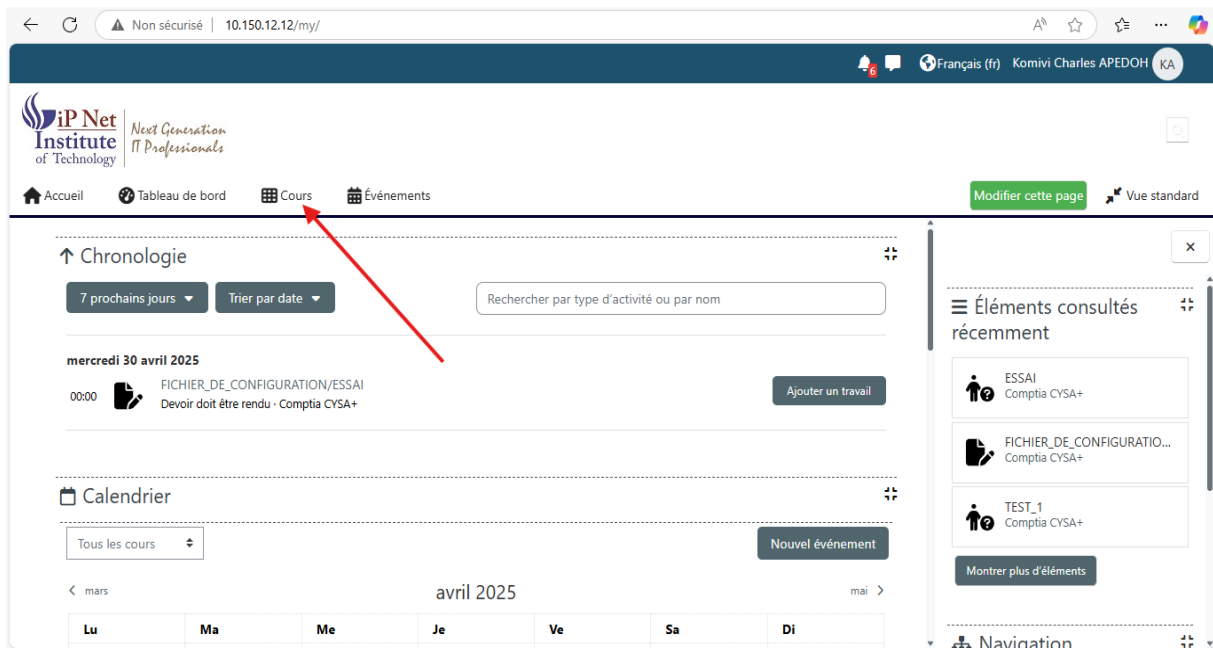 Non sécurisé | 10.150.12.12/my/
6
Français (fr) Komivi Charles APEDOH KA
iP Net
Institute
of Technology
Next Generation
IT Professionals
Accueil Tableau de bord Cours Événements Modifier cette page Vue standard
Chronologie
7 prochains jours Trier par date Rechercher par type d'activité ou par nom
mercredi 30 avril 2025
00:00 FICHIER_DE_CONFIGURATION/ESSAI
Devoir doit être rendu · Comptia CYSA+
Ajouter un travail
Calendrier
Tous les cours Nouvel événement
mars avril 2025 mai
Lu Ma Me Je Ve Sa Di
×
Éléments consultés
récemment
ESSAI
Comptia CYSA+
FICHIER_DE_CONFIGURATIO...
Comptia CYSA+
TEST_1
Comptia CYSA+
Montrer plus d'éléments
Navigation